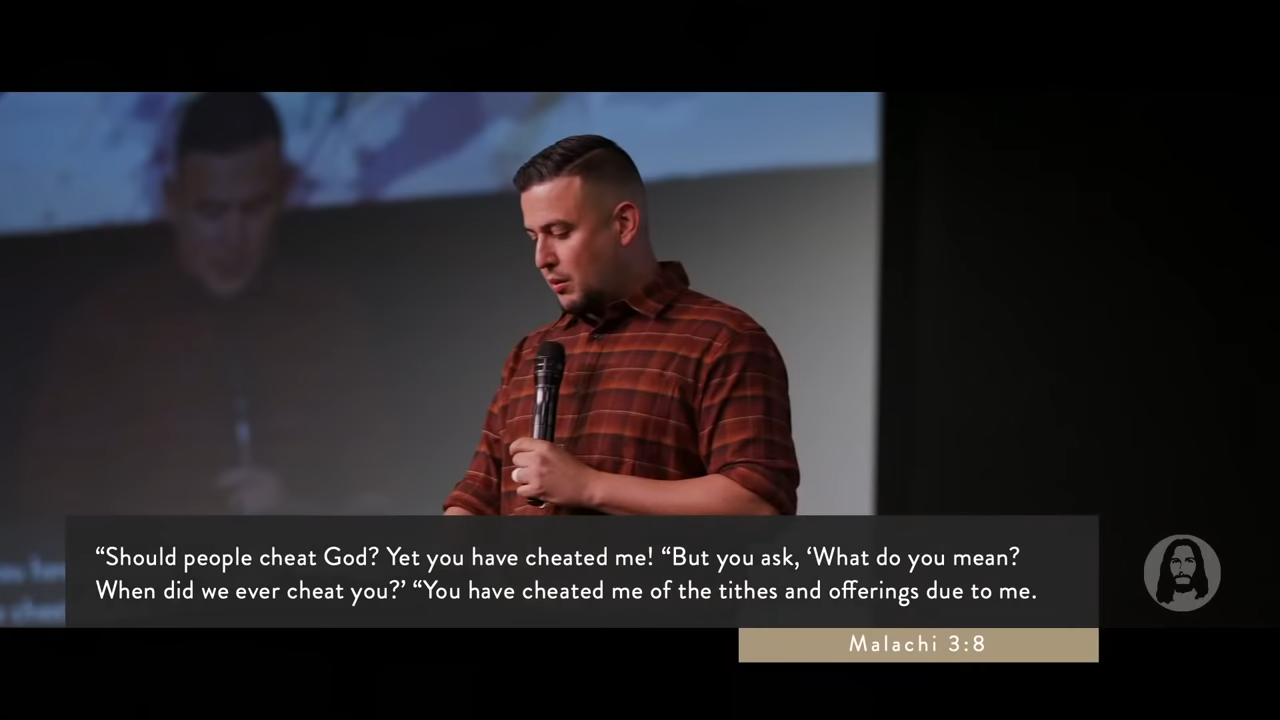 “Should people cheat God? Yet you have cheated me! “But you ask, ‘What do you mean?
When did we ever cheat you?’ “You have cheated me of the tithes and offerings due to me.
Malachi 3:8